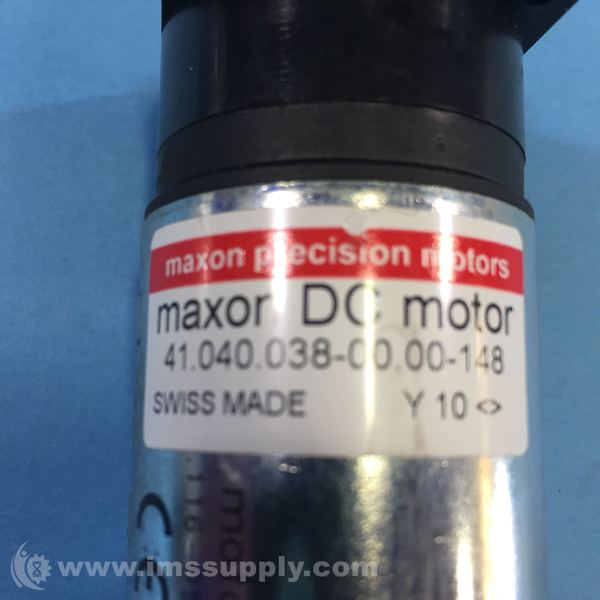 maxon precision motors
maxon DC motor
41.040.038-00.00-148
SWISS MADE Y 10 <>
www.imssupply.com